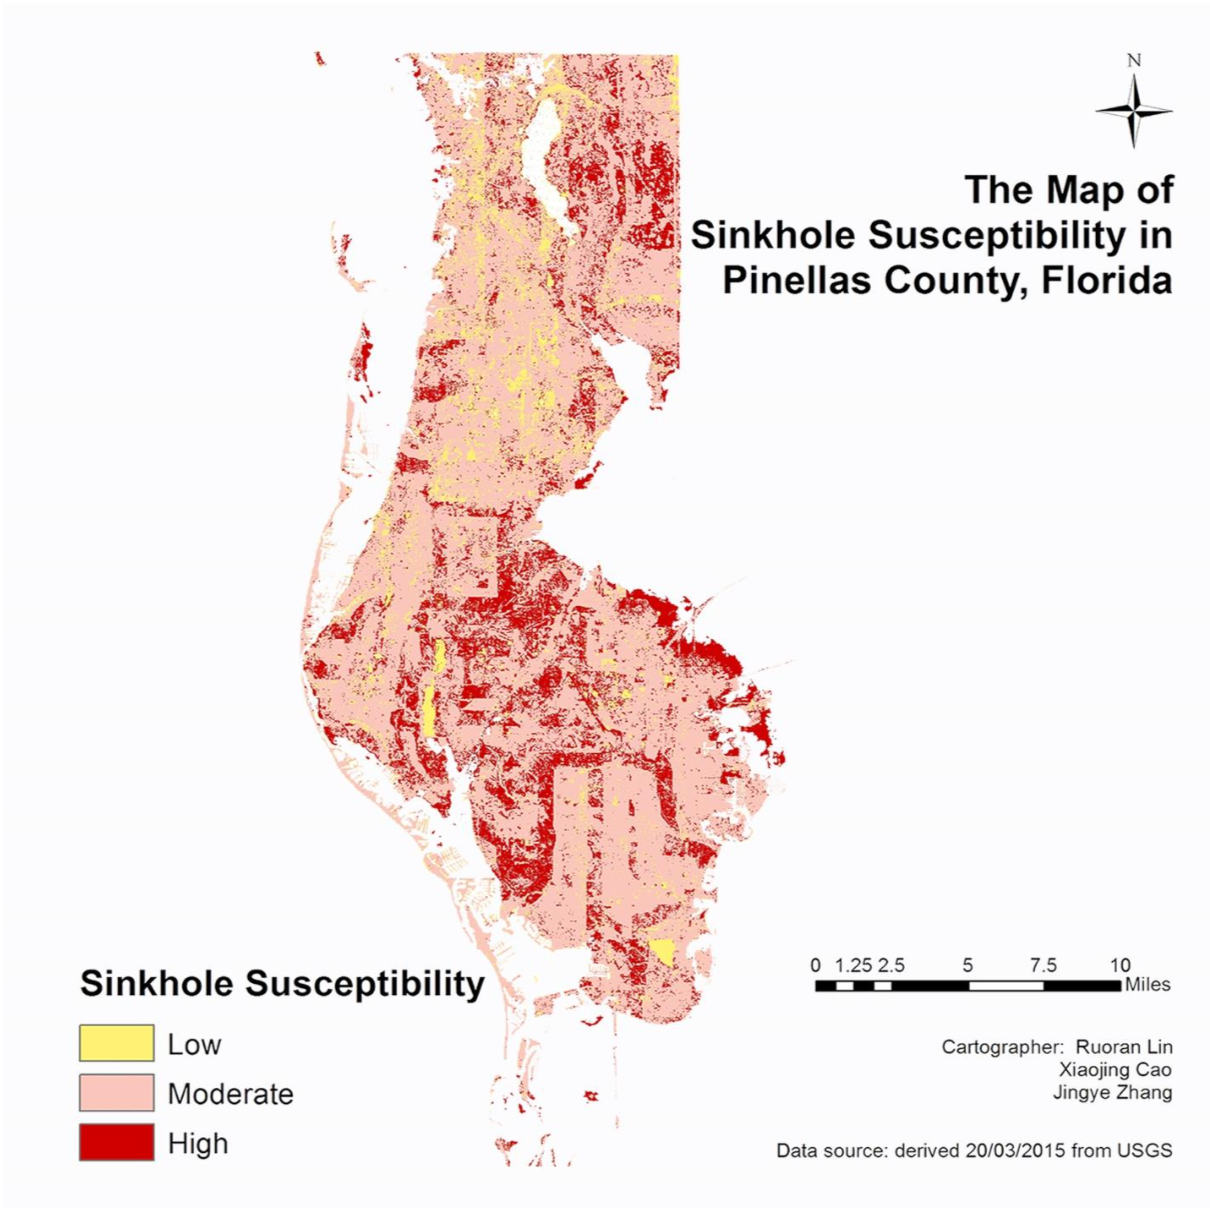 N
The Map of
Sinkhole Susceptibility in
Pinellas County, Florida
Sinkhole Susceptibility
Low
Moderate
High
0 1.25 2.5 5 7.5 10
Miles
Cartographer: Ruoran Lin
Xiaojing Cao
Jingye Zhang
Data source: derived 20/03/2015 from USGS